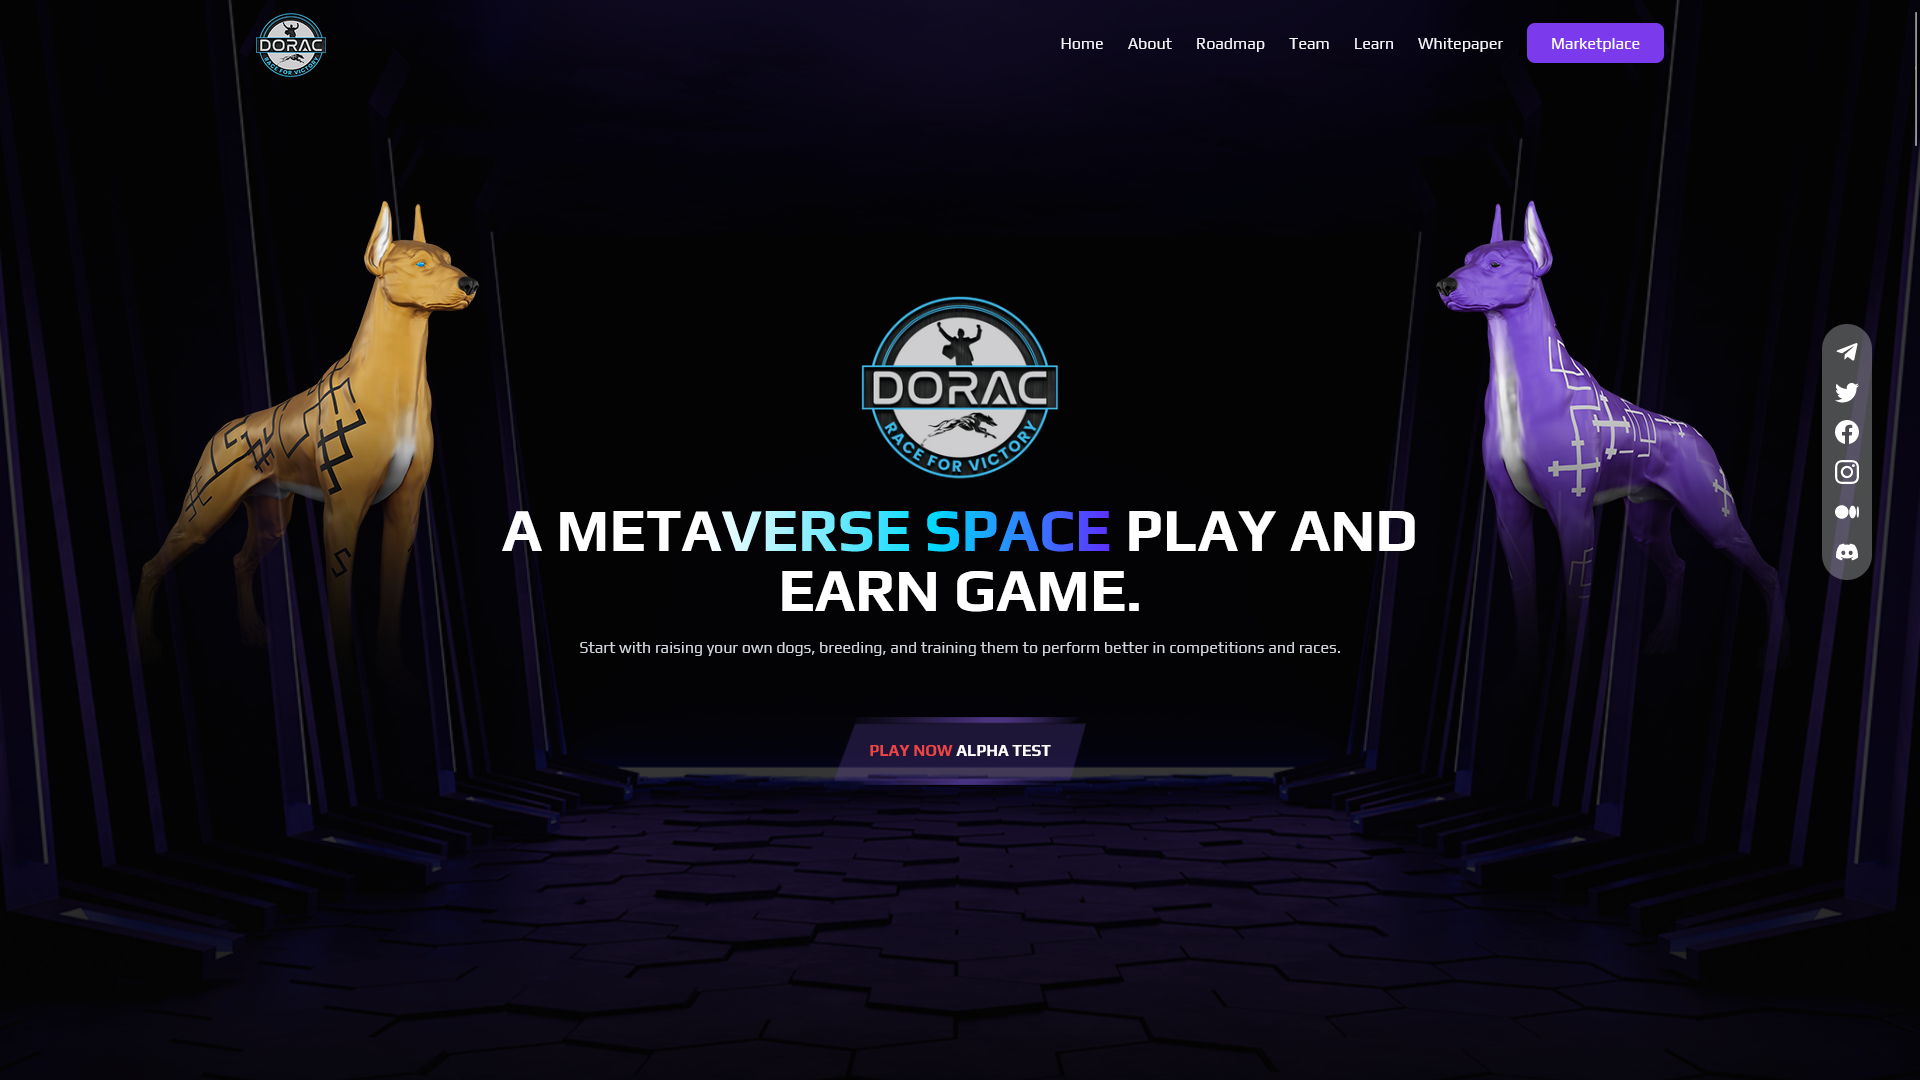 DORAC
RACE FOR VICTORY
Home
About
Roadmap
Team
Learn
Whitepaper
Marketplace
DORAC
RACE FOR VICTORY
A METAVERSE SPACE PLAY AND
EARN GAME.
Start with raising your own dogs, breeding, and training them to perform better in competitions and races.
PLAY NOW ALPHA TEST